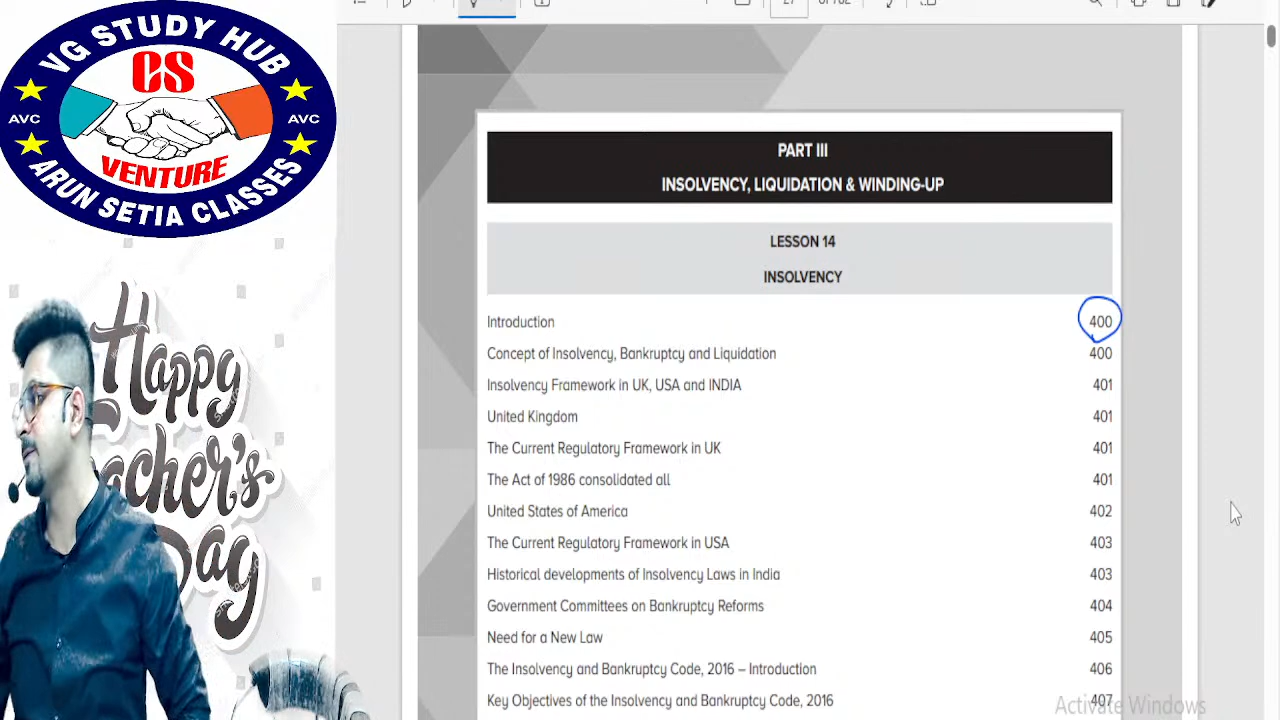 VG STUDY HUB
CS
AVC
AVC
VENTURE
ARUN SETIA CLASSES
Happy
eacher's
Day
PART III
INSOLVENCY, LIQUIDATION & WINDING-UP
LESSON 14
INSOLVENCY
Introduction 400
Concept of Insolvency, Bankruptcy and Liquidation 400
Insolvency Framework in UK, USA and INDIA 401
United Kingdom 401
The Current Regulatory Framework in UK 401
The Act of 1986 consolidated all 401
United States of America 402
The Current Regulatory Framework in USA 403
Historical developments of Insolvency Laws in India 403
Government Committees on Bankruptcy Reforms 404
Need for a New Law 405
The Insolvency and Bankruptcy Code, 2016 – Introduction 406
Key Objectives of the Insolvency and Bankruptcy Code, 2016 407
Activate Windows